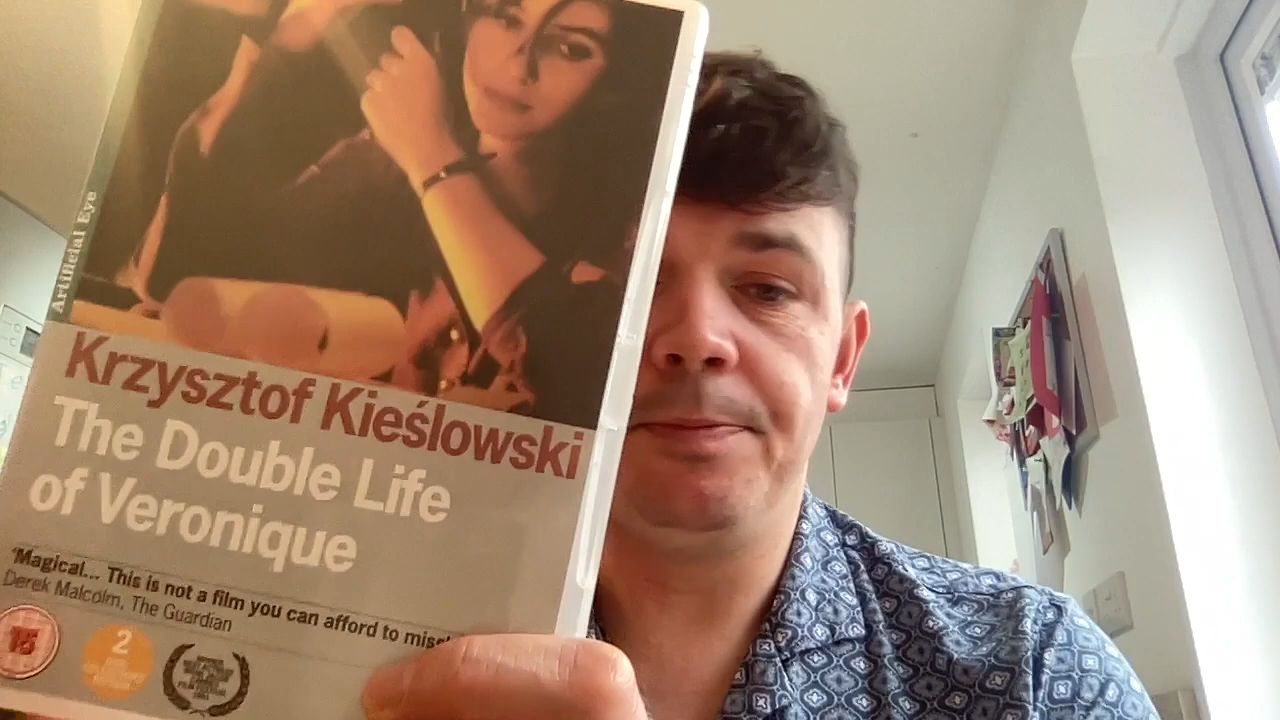 Artificial Eye
Krzysztof Kieślowski
The Double Life
of Veronique
'Magical... This is not a film you can afford to miss'
Derek Malcolm, The Guardian
15
2